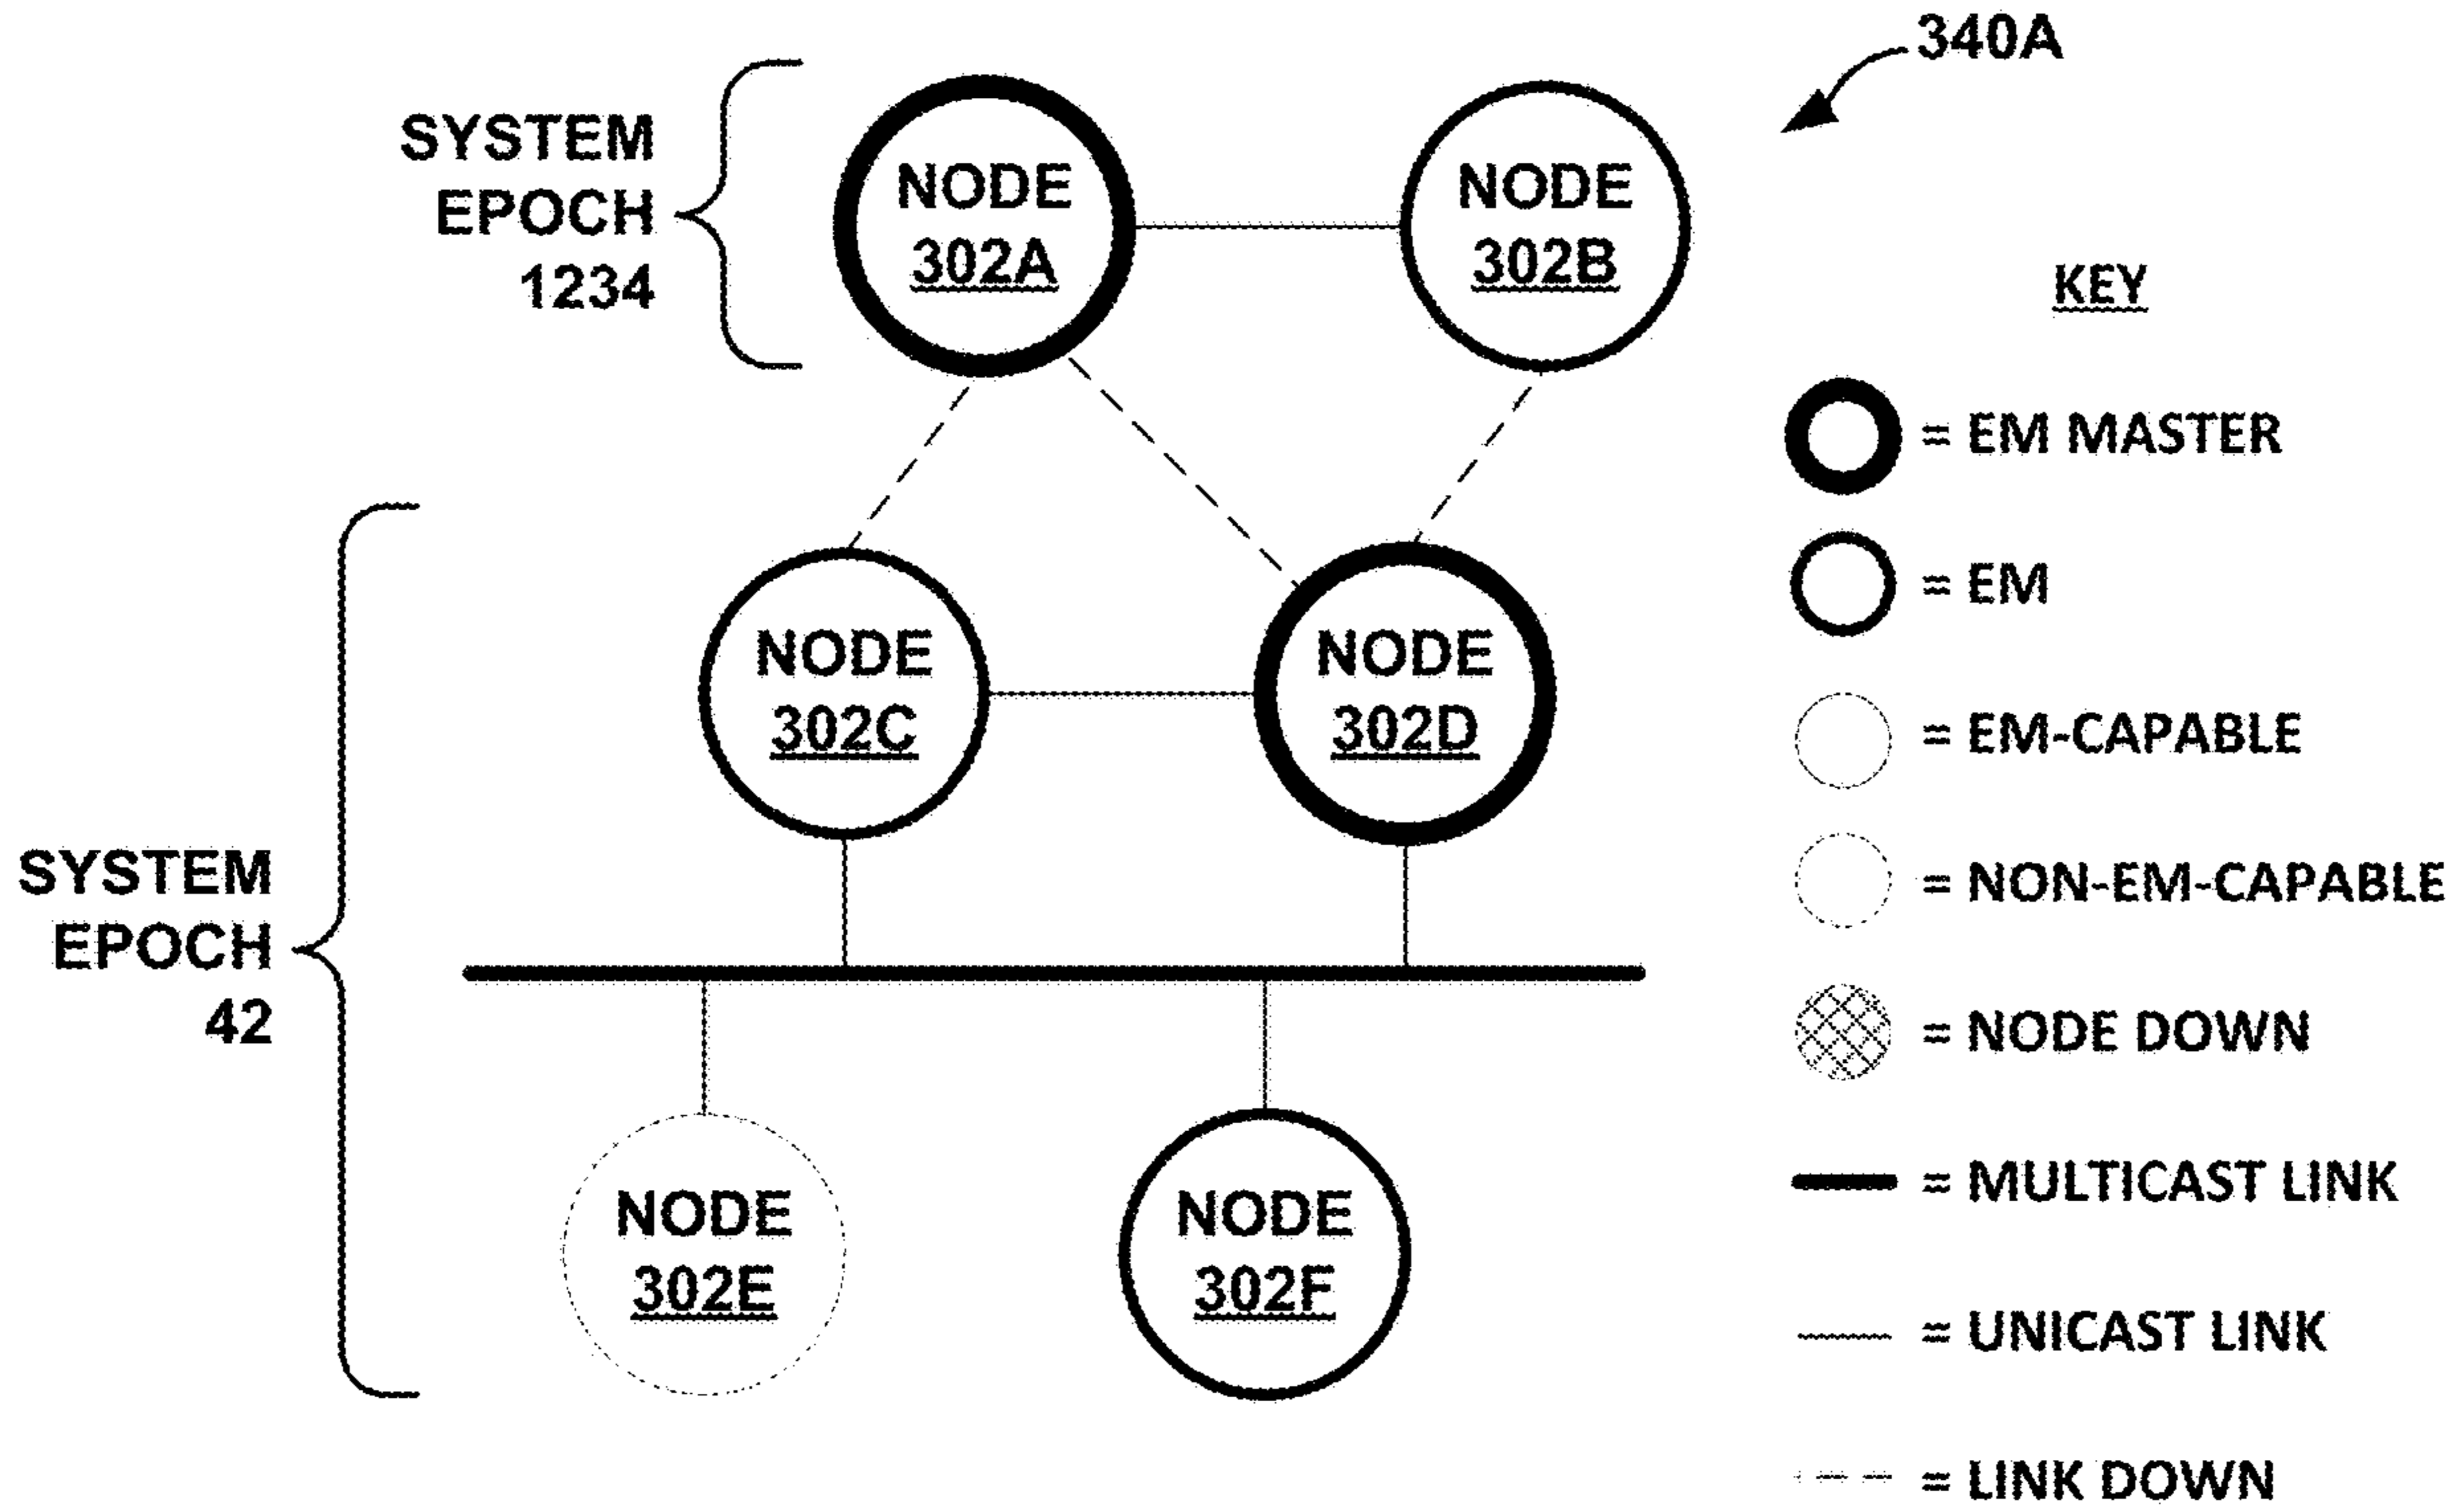 340A
SYSTEM
EPOCH
1234
NODE
302A
NODE
302B
KEY
= EM MASTER
= EM
= EM-CAPABLE
= NON-EM-CAPABLE
= NODE DOWN
= MULTICAST LINK
= UNICAST LINK
= LINK DOWN
NODE
302C
NODE
302D
SYSTEM
EPOCH
42
NODE
302E
NODE
302F